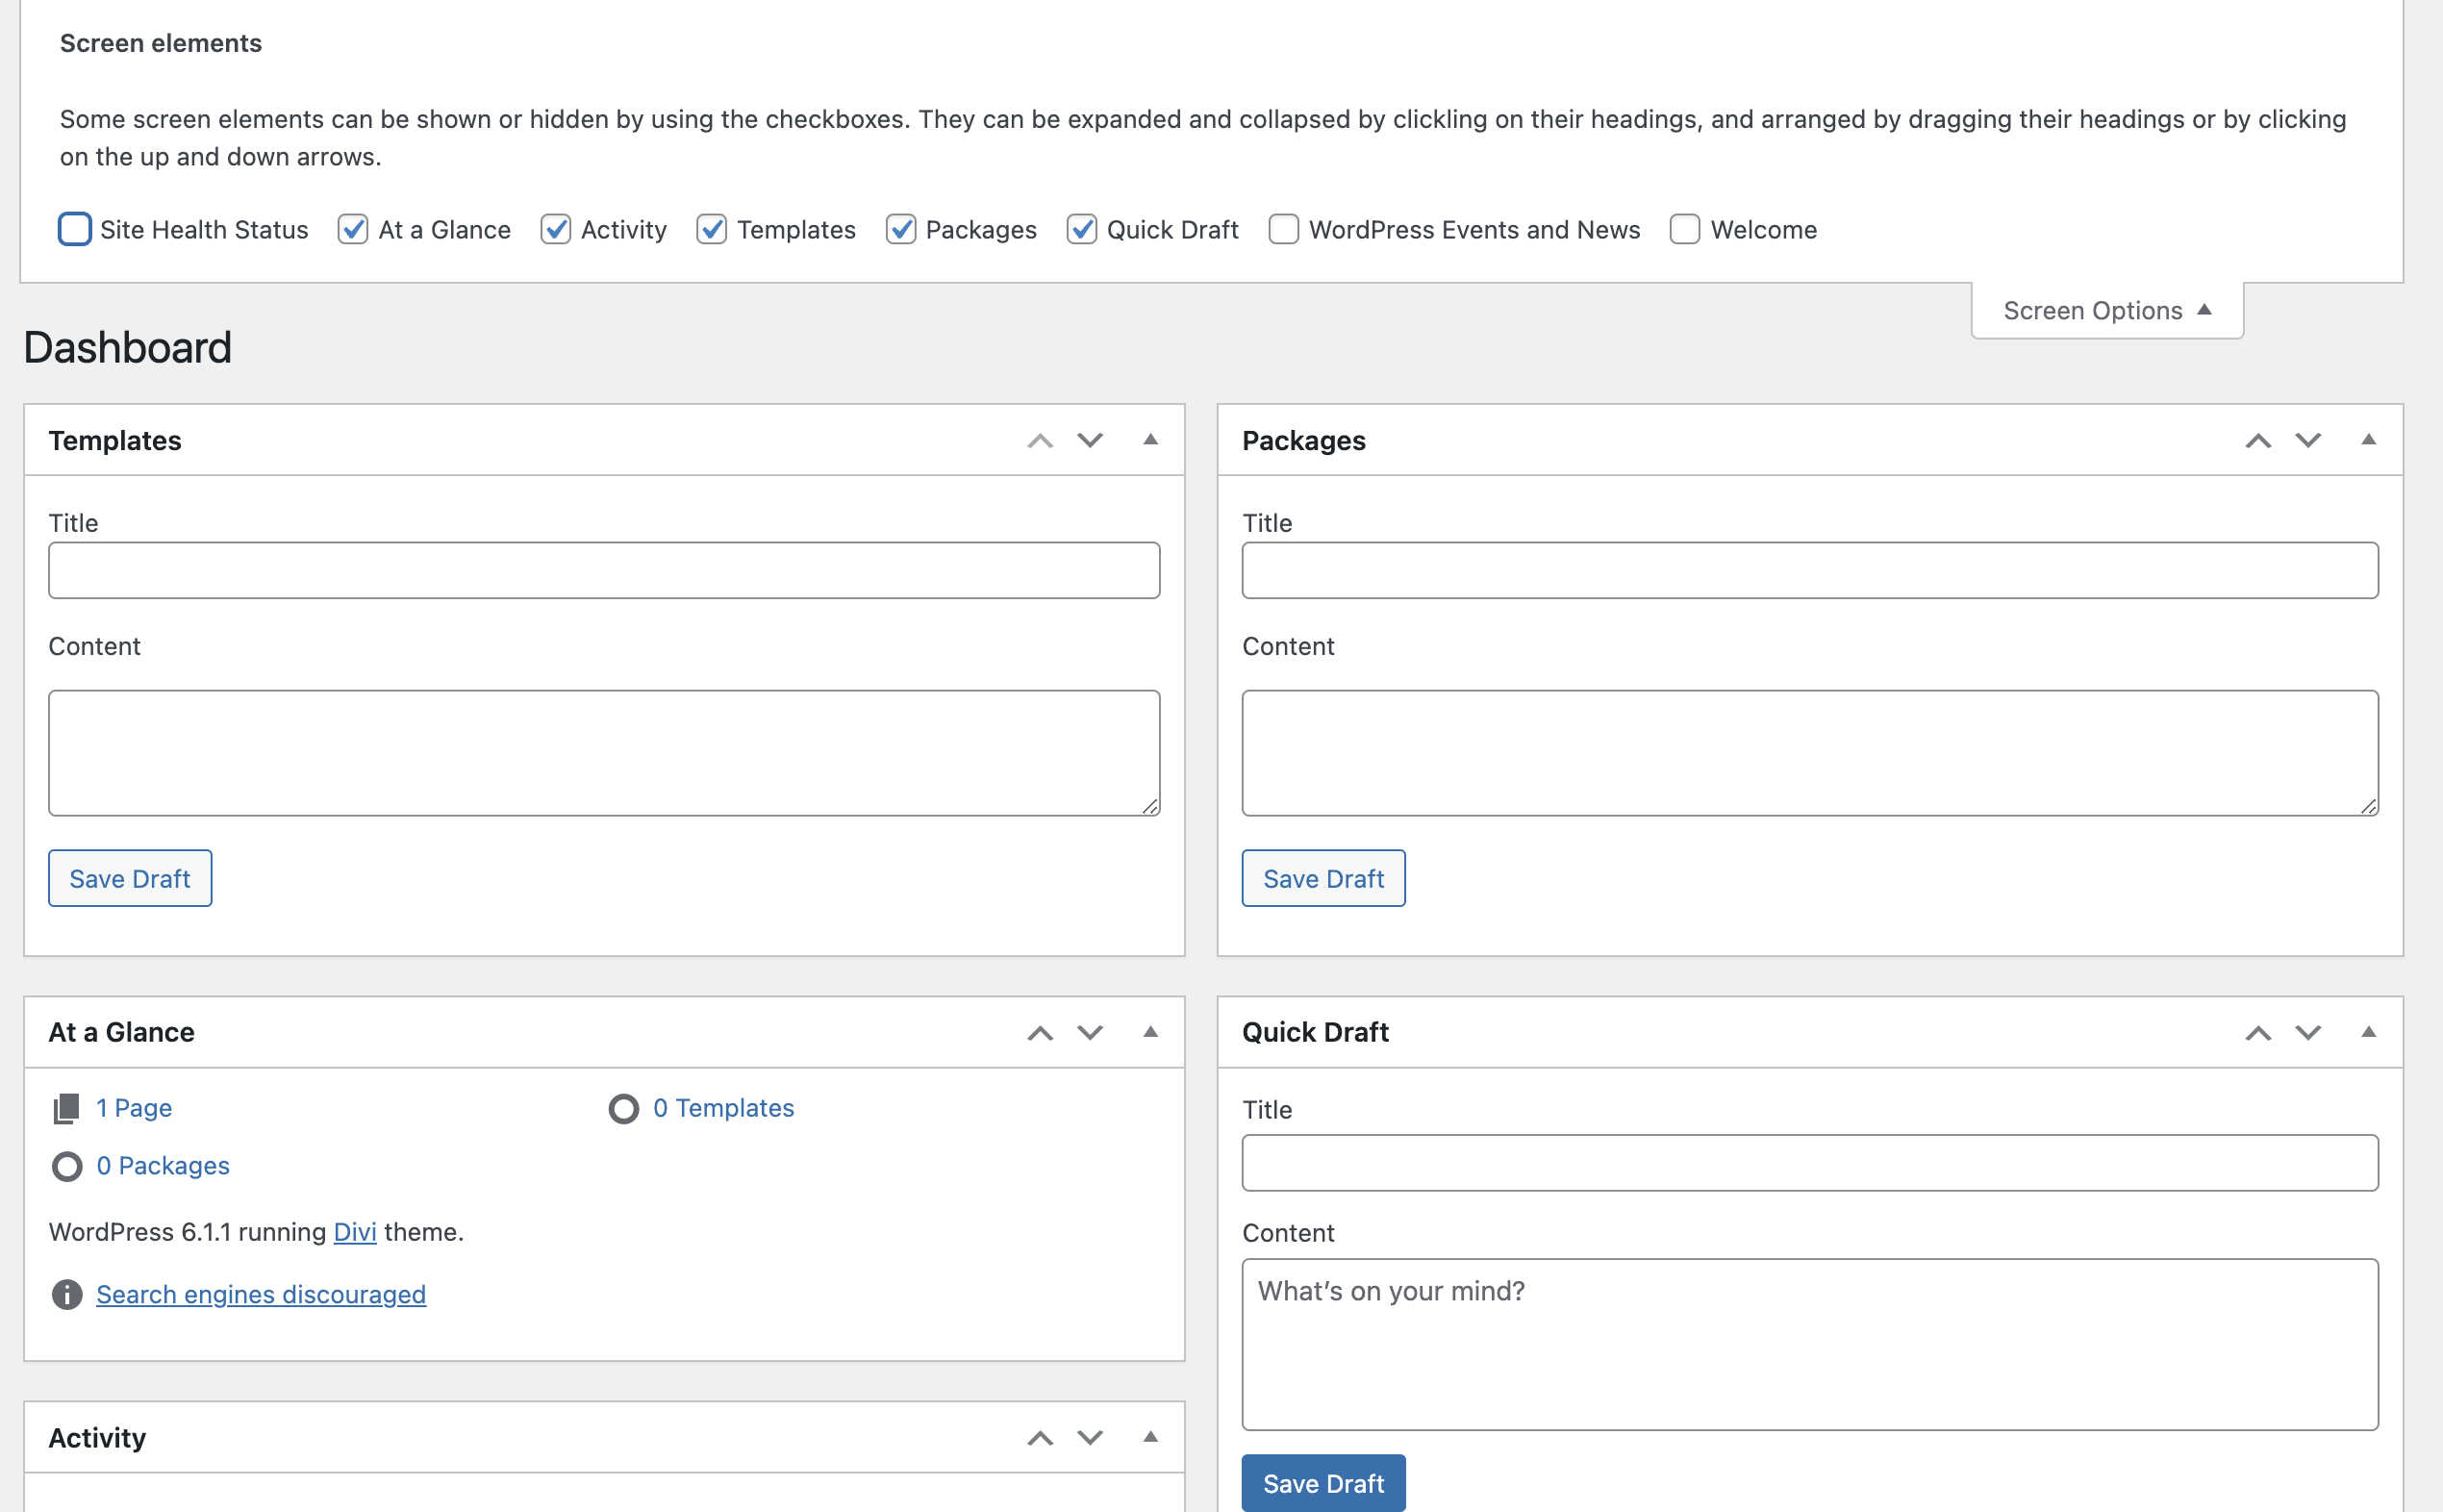 Screen elements
Some screen elements can be shown or hidden by using the checkboxes. They can be expanded and collapsed by clickling on their headings, and arranged by dragging their headings or by clicking
on the up and down arrows.
Site Health Status At a Glance Activity Templates Packages Quick Draft WordPress Events and News Welcome
Screen Options
Dashboard
Templates
Title
Content
Save Draft
Packages
Title
Content
Save Draft
At a Glance
1 Page
0 Templates
0 Packages
WordPress 6.1.1 running Divi theme.
Search engines discouraged
Quick Draft
Title
Content
What's on your mind?
Save Draft
Activity